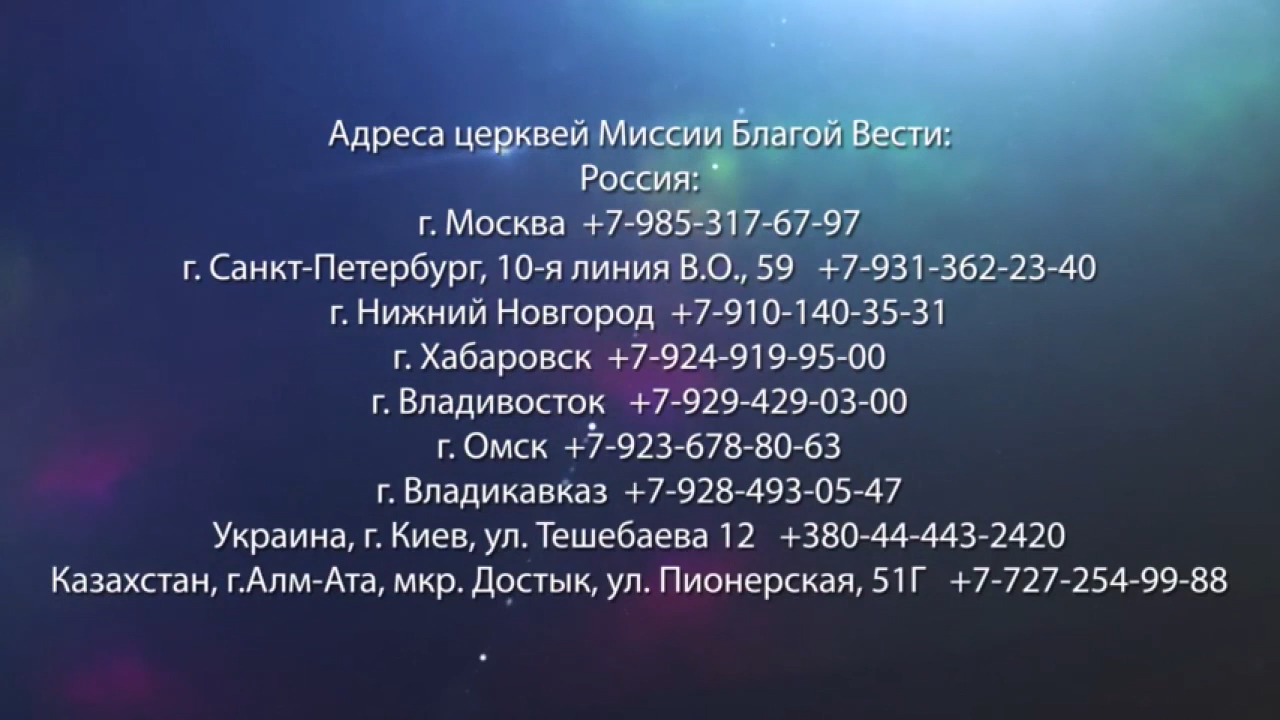 Адреса церквей Миссии Благой Вести:
Россия:
г. Москва +7-985-317-67-97
г. Санкт-Петербург, 10-я линия В.О., 59 +7-931-362-23-40
г. Нижний Новгород +7-910-140-35-31
г. Хабаровск +7-924-919-95-00
г. Владивосток +7-929-429-03-00
г. Омск +7-923-678-80-63
г. Владикавказ +7-928-493-05-47
Украина, г. Киев, ул. Тешебаева 12 +380-44-443-2420
Казахстан, г.Алм-Ата, мкр. Достык, ул. Пионерская, 51Г +7-727-254-99-88